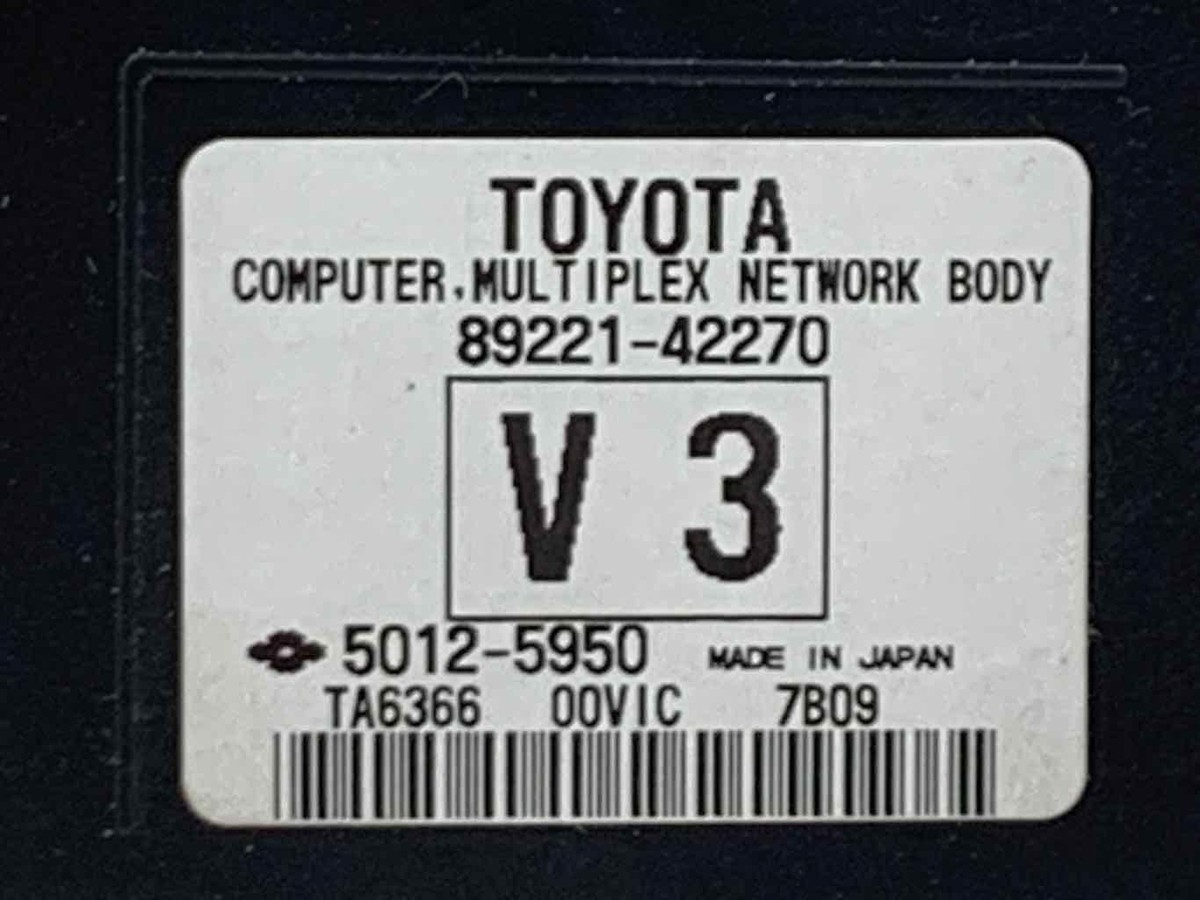 TOYOTA
COMPUTER,MULTIPLEX NETWORK BODY
89221-42270
V 3
5012-5950 MADE IN JAPAN
TA6366 00VIC 7B09